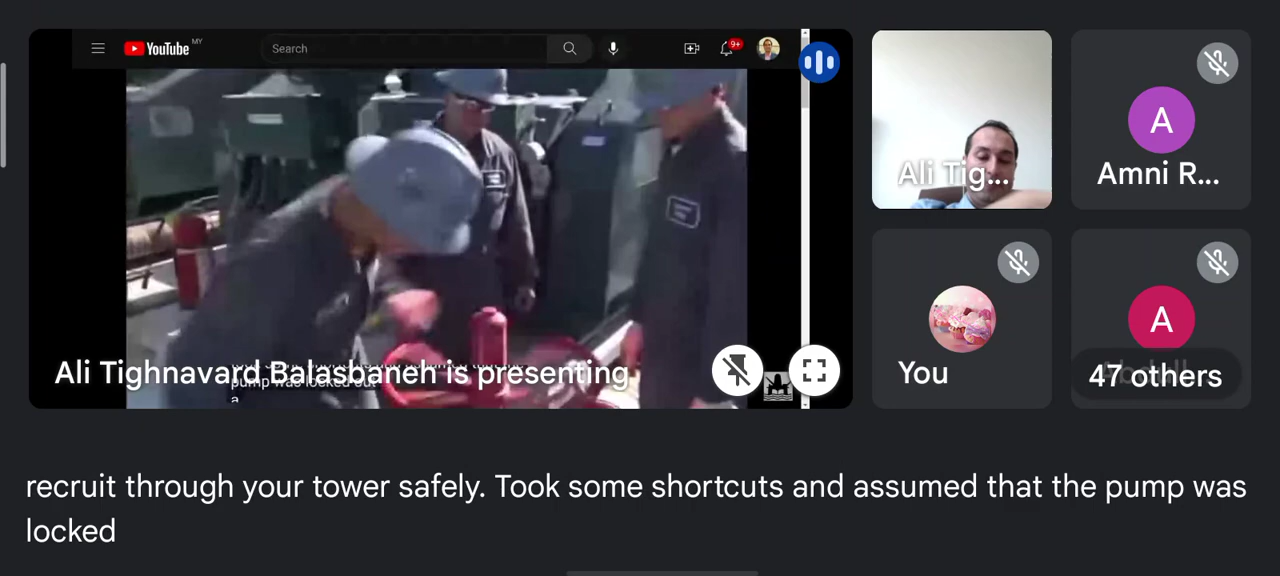 YouTube MY
Search
9+
pump was locked out
a
Ali Tighnavard Balasbaneh is presenting
Ali Tig...
A
Amni R...
You
A
47 others
recruit through your tower safely. Took some shortcuts and assumed that the pump was
locked